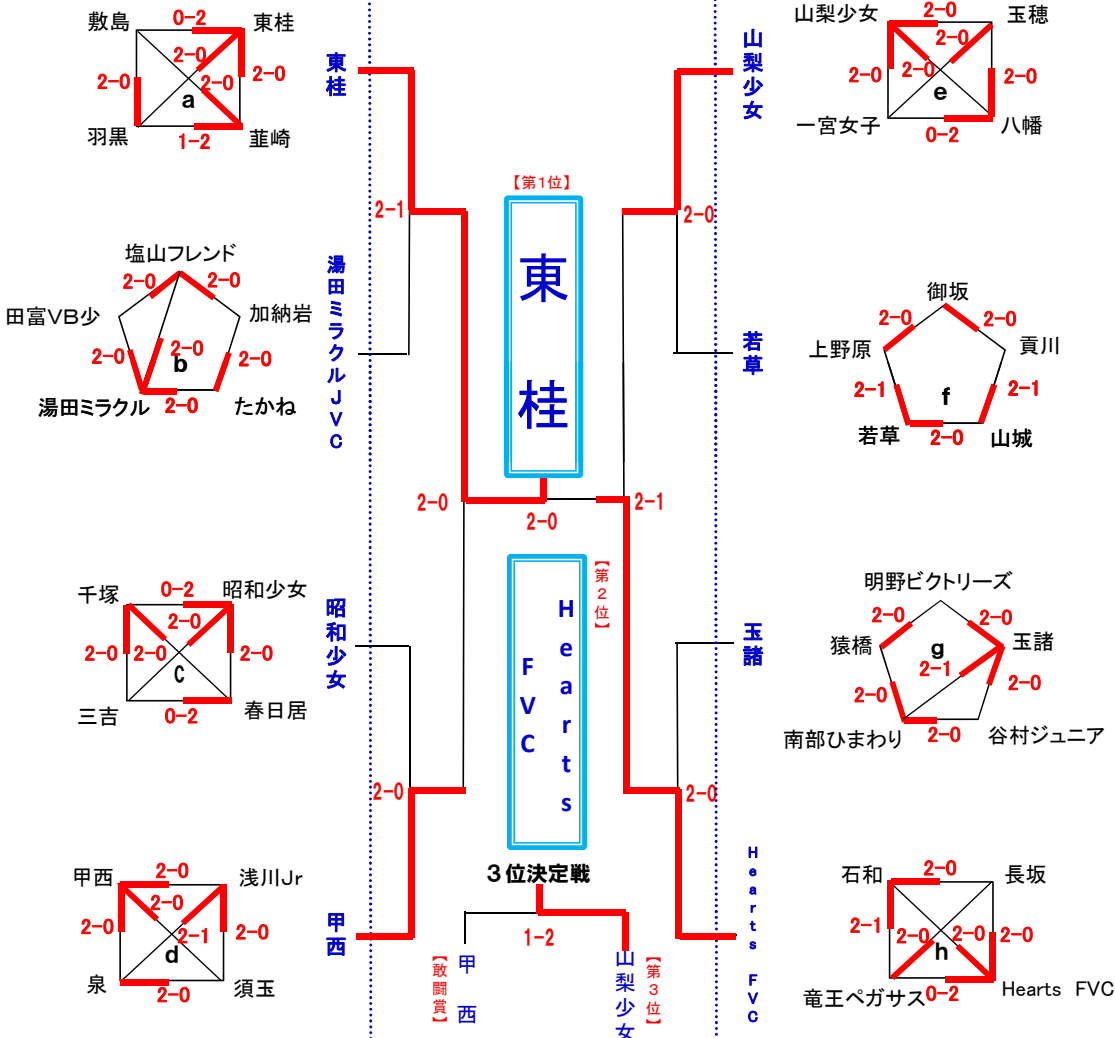 敷島
0-2
東桂
2-0
2-0
2-0
2-0
a
羽黒
1-2
韮崎
塩山フレンド
2-0
2-0
田富VB少
加納岩
2-0
2-0
2-0
b
湯田ミラクル
2-0
たかね
千塚
0-2
昭和少女
2-0
2-0
2-0
2-0
c
三吉
0-2
春日居
甲西
2-0
浅川Jr
2-0
2-0
2-1
2-0
d
泉
2-0
須玉
東桂
湯田ミラクルJVC
昭和少女
甲西
2-1
2-0
2-0
【第1位】
東桂
2-0
Hearts
FVC
【第2位】
3位決定戦
1-2
【敢闘賞】
甲西
山梨少女
【第3位】
2-0
2-1
2-0
山梨少女
若草
玉諸
Hearts FVC
山梨少女
2-0
玉穂
2-0
2-0
2-0
2-0
e
一宮女子
0-2
八幡
御坂
2-0
2-0
上野原
貢川
2-1
2-1
f
若草
2-0
山城
明野ビクトリーズ
2-0
2-0
猿橋
玉諸
g
2-1
2-0
2-0
南部ひまわり
2-0
谷村ジュニア
石和
2-0
長坂
2-1
2-0
2-0
2-0
h
竜王ペガサス
0-2
Hearts FVC